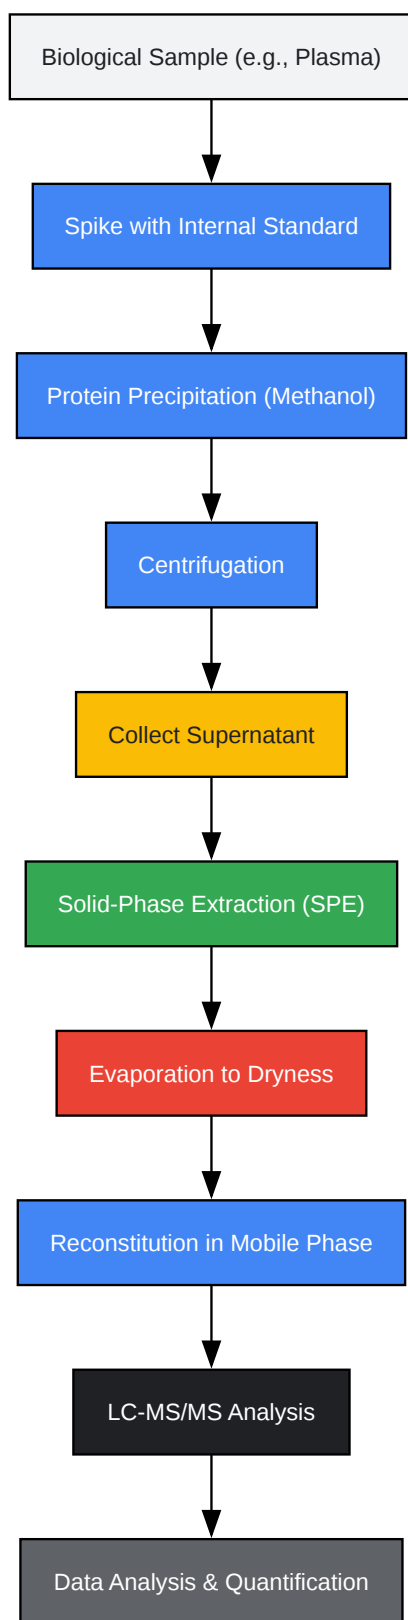 Biological Sample (e.g., Plasma)
Spike with Internal Standard
Protein Precipitation (Methanol)
Centrifugation
Collect Supernatant
Solid-Phase Extraction (SPE)
Evaporation to Dryness
Reconstitution in Mobile Phase
LC-MS/MS Analysis
Data Analysis & Quantification